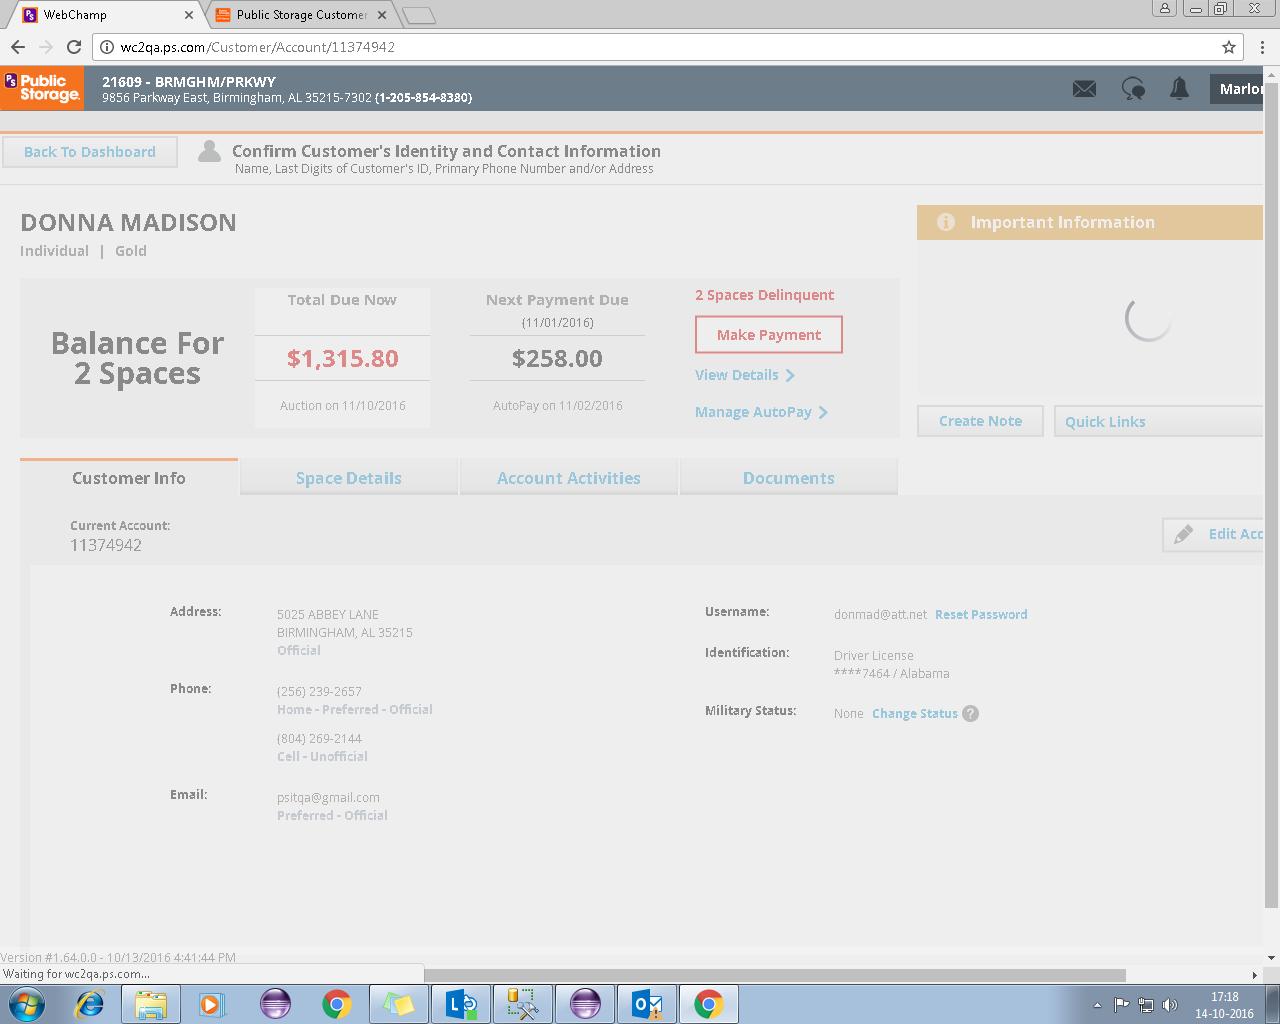 WebChamp
Public Storage Customer
wc2qa.ps.com/Customer/Account/11374942
PS Public Storage.
21609 - BRMGHM/PRKWY
9856 Parkway East, Birmingham, AL 35215-7302 (1-205-854-8380)
Marlon
Back To Dashboard
Confirm Customer's Identity and Contact Information
Name, Last Digits of Customer's ID, Primary Phone Number and/or Address
DONNA MADISON
Individual | Gold
Important Information
Balance For
2 Spaces
Total Due Now
$1,315.80
Auction on 11/10/2016
Next Payment Due
(11/01/2016)
$258.00
AutoPay on 11/02/2016
2 Spaces Delinquent
Make Payment
View Details
Manage AutoPay
Create Note
Quick Links
Customer Info
Space Details
Account Activities
Documents
Current Account:
11374942
Edit Acc
Address:
5025 ABBEY LANE
BIRMINGHAM, AL 35215
Official
Phone:
(256) 239-2657
Home - Preferred - Official
(804) 269-2144
Cell - Unofficial
Email:
psitqa@gmail.com
Preferred - Official
Username:
donmad@att.net Reset Password
Identification:
Driver License
****7464 / Alabama
Military Status:
None Change Status ?
Version #1.64.0.0 - 10/13/2016 4:41:44 PM
Waiting for wc2qa.ps.com...
17:18
14-10-2016